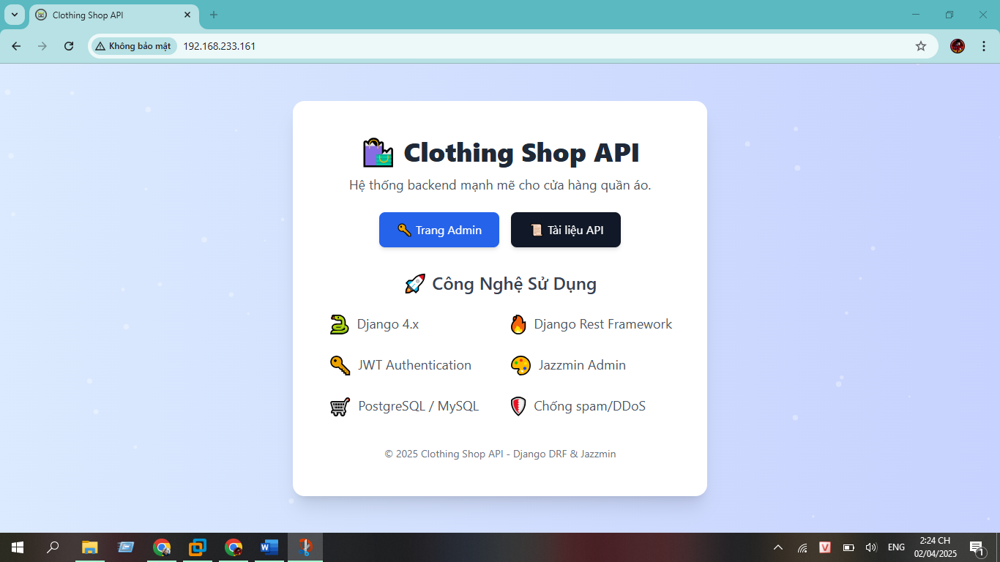 Clothing Shop API
Không bảo mật 192.168.233.161
Clothing Shop API
Hệ thống backend mạnh mẽ cho cửa hàng quần áo.
Trang Admin
Tài liệu API
Công Nghệ Sử Dụng
Django 4.x
Django Rest Framework
JWT Authentication
Jazzmin Admin
PostgreSQL / MySQL
Chống spam/DDoS
© 2025 Clothing Shop API - Django DRF & Jazzmin
W
V
ENG
2:24 CH
02/04/2025
1